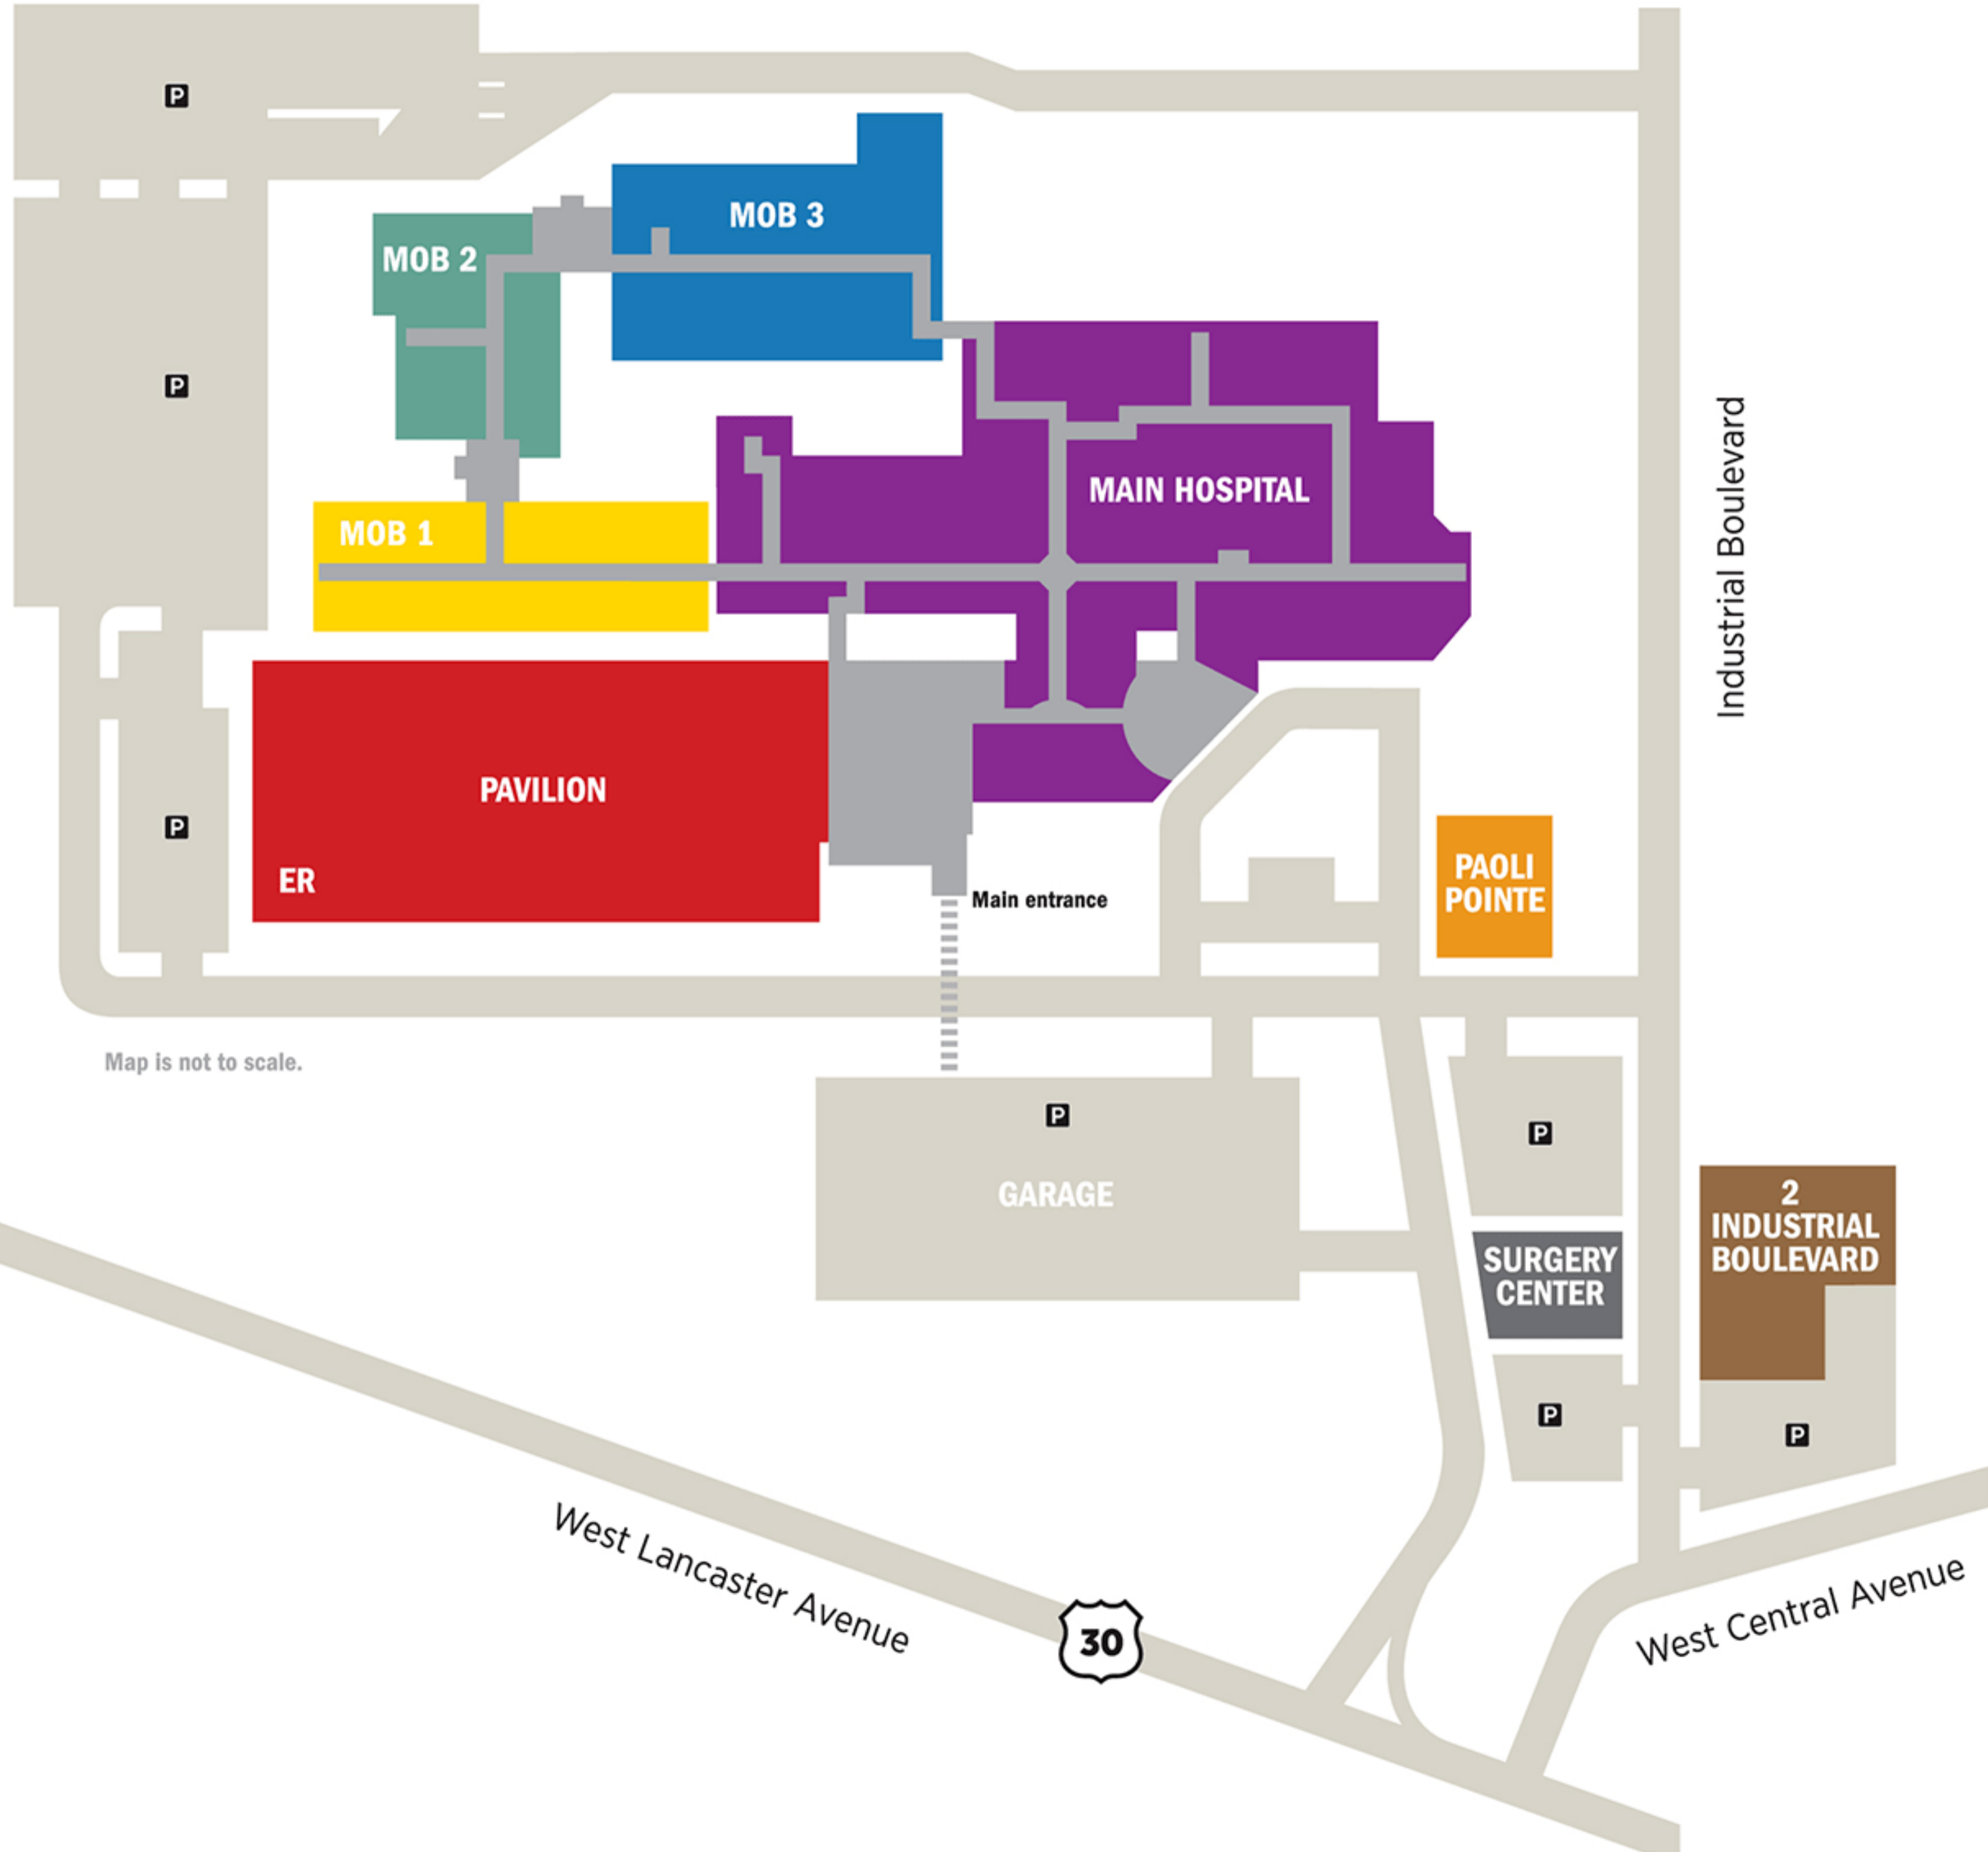 P
MOB 3
MOB 2
P
Industrial Boulevard
MAIN HOSPITAL
MOB 1
PAVILION
P
ER
PAOLI
POINTE
Main entrance
Map is not to scale.
P
GARAGE
P
2
INDUSTRIAL
BOULEVARD
SURGERY
CENTER
P
P
West Lancaster Avenue
30
West Central Avenue